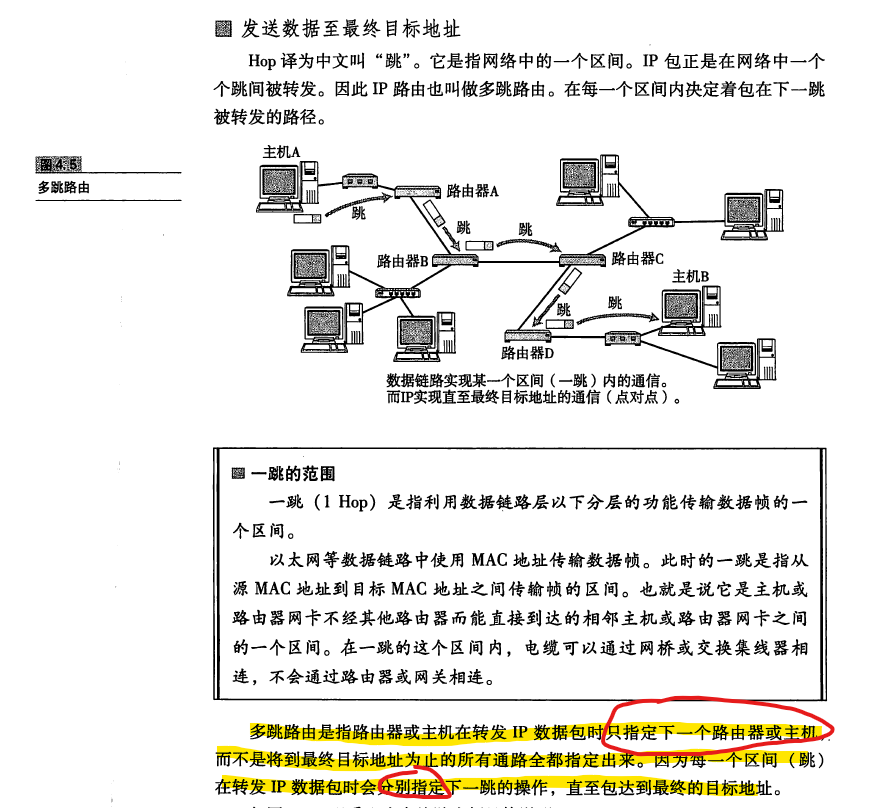 发送数据至最终目标地址
Hop 译为中文叫“跳”。它是指网络中的一个区间。IP 包正是在网络中一个
个跳间被转发。因此 IP 路由也叫做多跳路由。在每一个区间内决定着包在下一跳
被转发的路径。
图4.5
多跳路由
主机A
路由器A
跳
跳
跳
路由器B
路由器C
主机B
跳
跳
路由器D
数据链路实现某一个区间（一跳）内的通信。
而IP实现直至最终目标地址的通信（点对点）。
一跳的范围
一跳（1 Hop）是指利用数据链路层以下分层的功能传输数据帧的一
个区间。
以太网等数据链路中使用 MAC 地址传输数据帧。此时的一跳是指从
源 MAC 地址到目标 MAC 地址之间传输帧的区间。也就是说它是主机或
路由器网卡不经其他路由器而能直接到达的相邻主机或路由器网卡之间
的一个区间。在一跳的这个区间内，电缆可以通过网桥或交换集线器相
连，不会通过路由器或网关相连。
多跳路由是指路由器或主机在转发 IP 数据包时只指定下一个路由器或主机，
而不是将到最终目标地址为止的所有通路全都指定出来。因为每一个区间（跳）
在转发 IP 数据包时会分别指定下一跳的操作，直至包达到最终的目标地址。